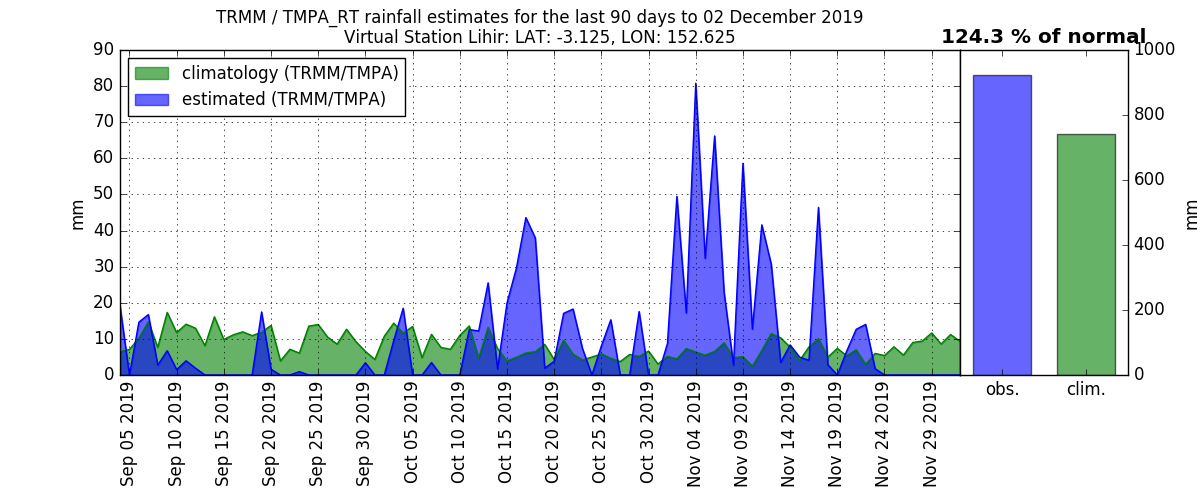 TRMM / TMPA_RT rainfall estimates for the last 90 days to 02 December 2019
Virtual Station Lihir: LAT: -3.125, LON: 152.625
124.3 % of normal
climatology (TRMM/TMPA)
estimated (TRMM/TMPA)
90
80
70
60
50
40
30
20
10
0
mm
Sep 05 2019
Sep 10 2019
Sep 15 2019
Sep 20 2019
Sep 25 2019
Sep 30 2019
Oct 05 2019
Oct 10 2019
Oct 15 2019
Oct 20 2019
Oct 25 2019
Oct 30 2019
Nov 04 2019
Nov 09 2019
Nov 14 2019
Nov 19 2019
Nov 24 2019
Nov 29 2019
obs.
clim.
1000
800
600
400
200
0
mm